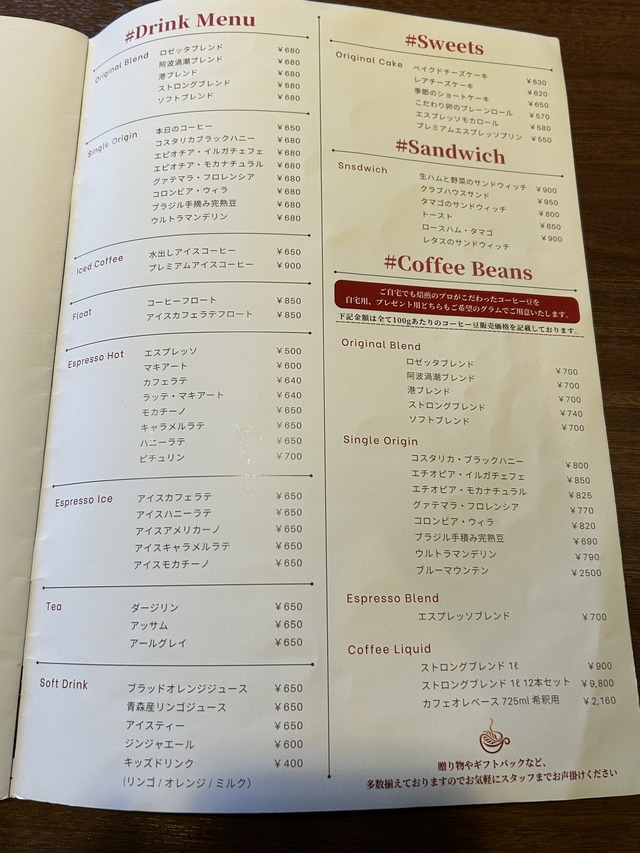 #Drink Menu
Original Blend
ロゼッタブレンド ¥680
阿波渦潮ブレンド ¥680
港ブレンド ¥680
ストロングブレンド ¥680
ソフトブレンド ¥680
Single Origin
本日のコーヒー ¥650
コスタリカブラックハニー ¥680
エピオチア・イルガチェフェ ¥680
エピオチア・モカナチュラル ¥680
グァテマラ・フロレンシア ¥680
コロンビア・ウィラ ¥680
ブラジル手摘み完熟豆 ¥680
ウルトラマンデリン ¥680
Iced Coffee
水出しアイスコーヒー ¥650
プレミアムアイスコーヒー ¥900
Float
コーヒーフロート ¥850
アイスカフェラテフロート ¥850
Espresso Hot
エスプレッソ ¥500
マキアート ¥600
カフェラテ ¥640
ラッテ・マキアート ¥640
モカチーノ ¥650
キャラメルラテ ¥650
ハニーラテ ¥650
ビチュリン ¥700
Espresso Ice
アイスカフェラテ ¥650
アイスハニーラテ ¥650
アイスアメリカーノ ¥650
アイスキャラメルラテ ¥650
アイスモカチーノ ¥650
Tea
ダージリン ¥650
アッサム ¥650
アールグレイ ¥650
Soft Drink
ブラッドオレンジジュース ¥650
青森産リンゴジュース ¥650
アイスティー ¥650
ジンジャエール ¥600
キッズドリンク ¥400
(リンゴ / オレンジ / ミルク)
#Sweets
Original Cake
ベイクドチーズケーキ ¥630
レアチーズケーキ ¥620
季節のショートケーキ ¥650
こだわり卵のプレーンロール ¥570
エスプレッソモカロール ¥580
プレミアムエスプレッソプリン ¥550
#Sandwich
Snsdwich
生ハムと野菜のサンドウィッチ ¥900
クラブハウスサンド ¥950
タマゴのサンドウィッチ ¥800
トースト ¥650
ロースハム・タマゴ ¥900
レタスのサンドウィッチ
#Coffee Beans
ご自宅でも焙煎のプロがこだわったコーヒー豆を
自宅用、プレゼント用どちらもご希望のグラムでご用意いたします。
下記金額は全て100gあたりのコーヒー豆販売価格を記載しております。
Original Blend
ロゼッタブレンド ¥700
阿波渦潮ブレンド ¥700
港ブレンド ¥700
ストロングブレンド ¥740
ソフトブレンド ¥700
Single Origin
コスタリカ・ブラックハニー ¥800
エチオピア・イルガチェフェ ¥850
エチオピア・モカナチュラル ¥825
グァテマラ・フロレンシア ¥770
コロンビア・ウィラ ¥820
ブラジル手積み完熟豆 ¥690
ウルトラマンデリン ¥790
ブルーマウンテン ¥2500
Espresso Blend
エスプレッソブレンド ¥700
Coffee Liquid
ストロングブレンド 1ℓ ¥900
ストロングブレンド 1ℓ 12本セット ¥9,800
カフェオレベース 725ml 希釈用 ¥2,160
贈り物やギフトパックなど、
多数揃えておりますのでお気軽にスタッフまでお声掛けください